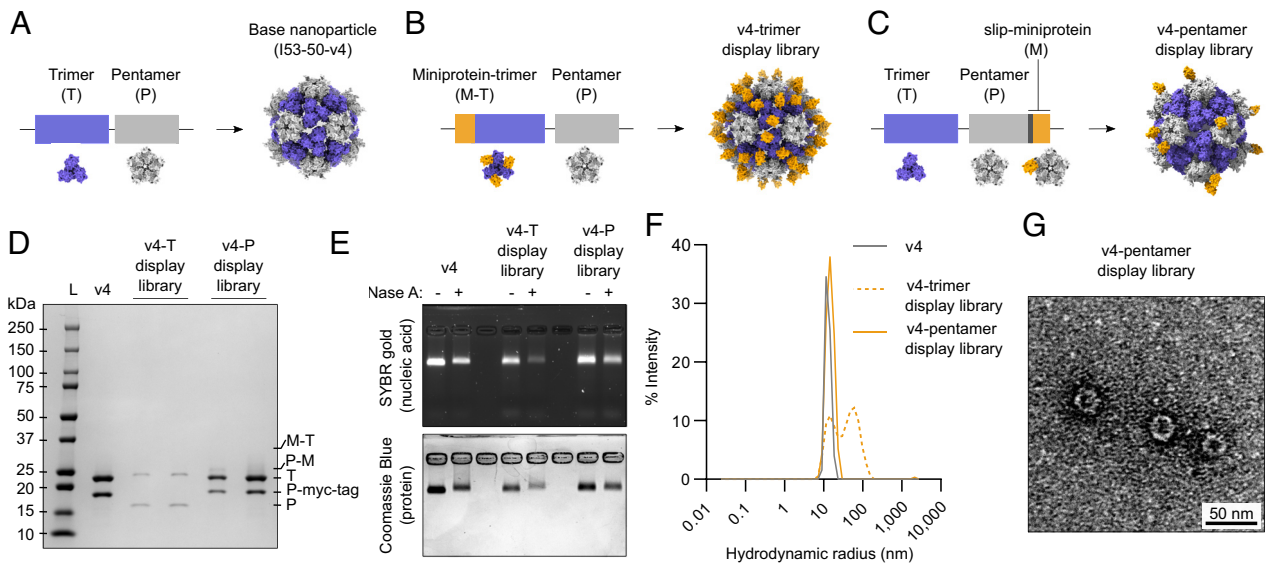 A
Base nanoparticle
(I53-50-v4)
Trimer
(T)
Pentamer
(P)
B
v4-trimer
display library
Miniprotein-trimer
(M-T)
Pentamer
(P)
C
slip-miniprotein
(M)
v4-pentamer
display library
Trimer
(T)
Pentamer
(P)
D
v4-T
display
library
v4-P
display
library
kDa
L
v4
250
150
100
75
50
37
25
20
15
10
M-T
P-M
T
P-myc-tag
P
E
v4
v4-T
display
library
v4-P
display
library
Nase A:
- + - + - +
SYBR gold
(nucleic acid)
Coomassie Blue
(protein)
F
40
30
20
10
0
% Intensity
0.01
0.1
1
10
100
1,000
10,000
Hydrodynamic radius (nm)
v4
v4-trimer
display library
v4-pentamer
display library
G
v4-pentamer
display library
50 nm